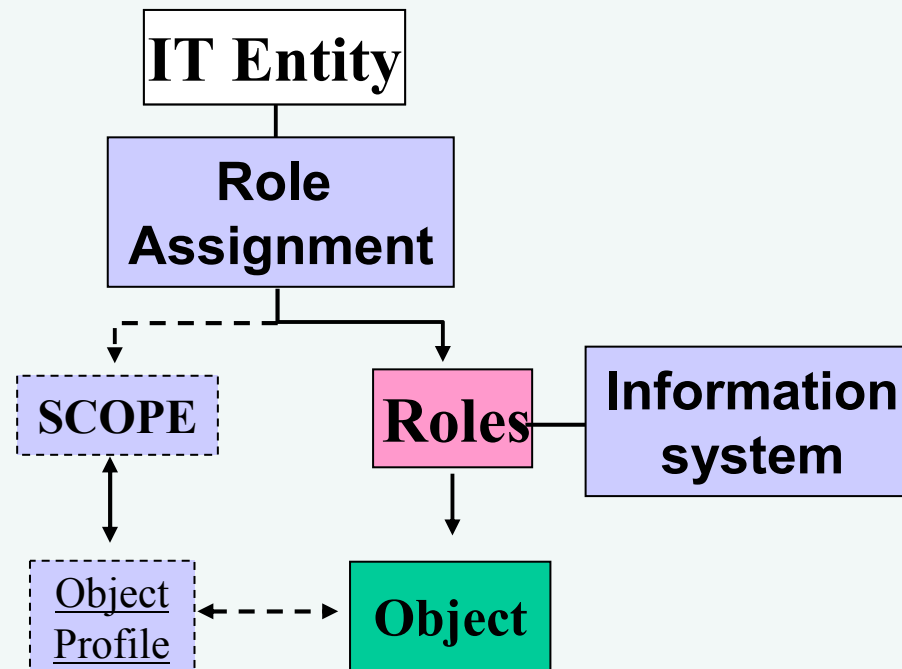 IT Entity
Role
Assignment
SCOPE
Roles
Information
system
Object
Profile
Object